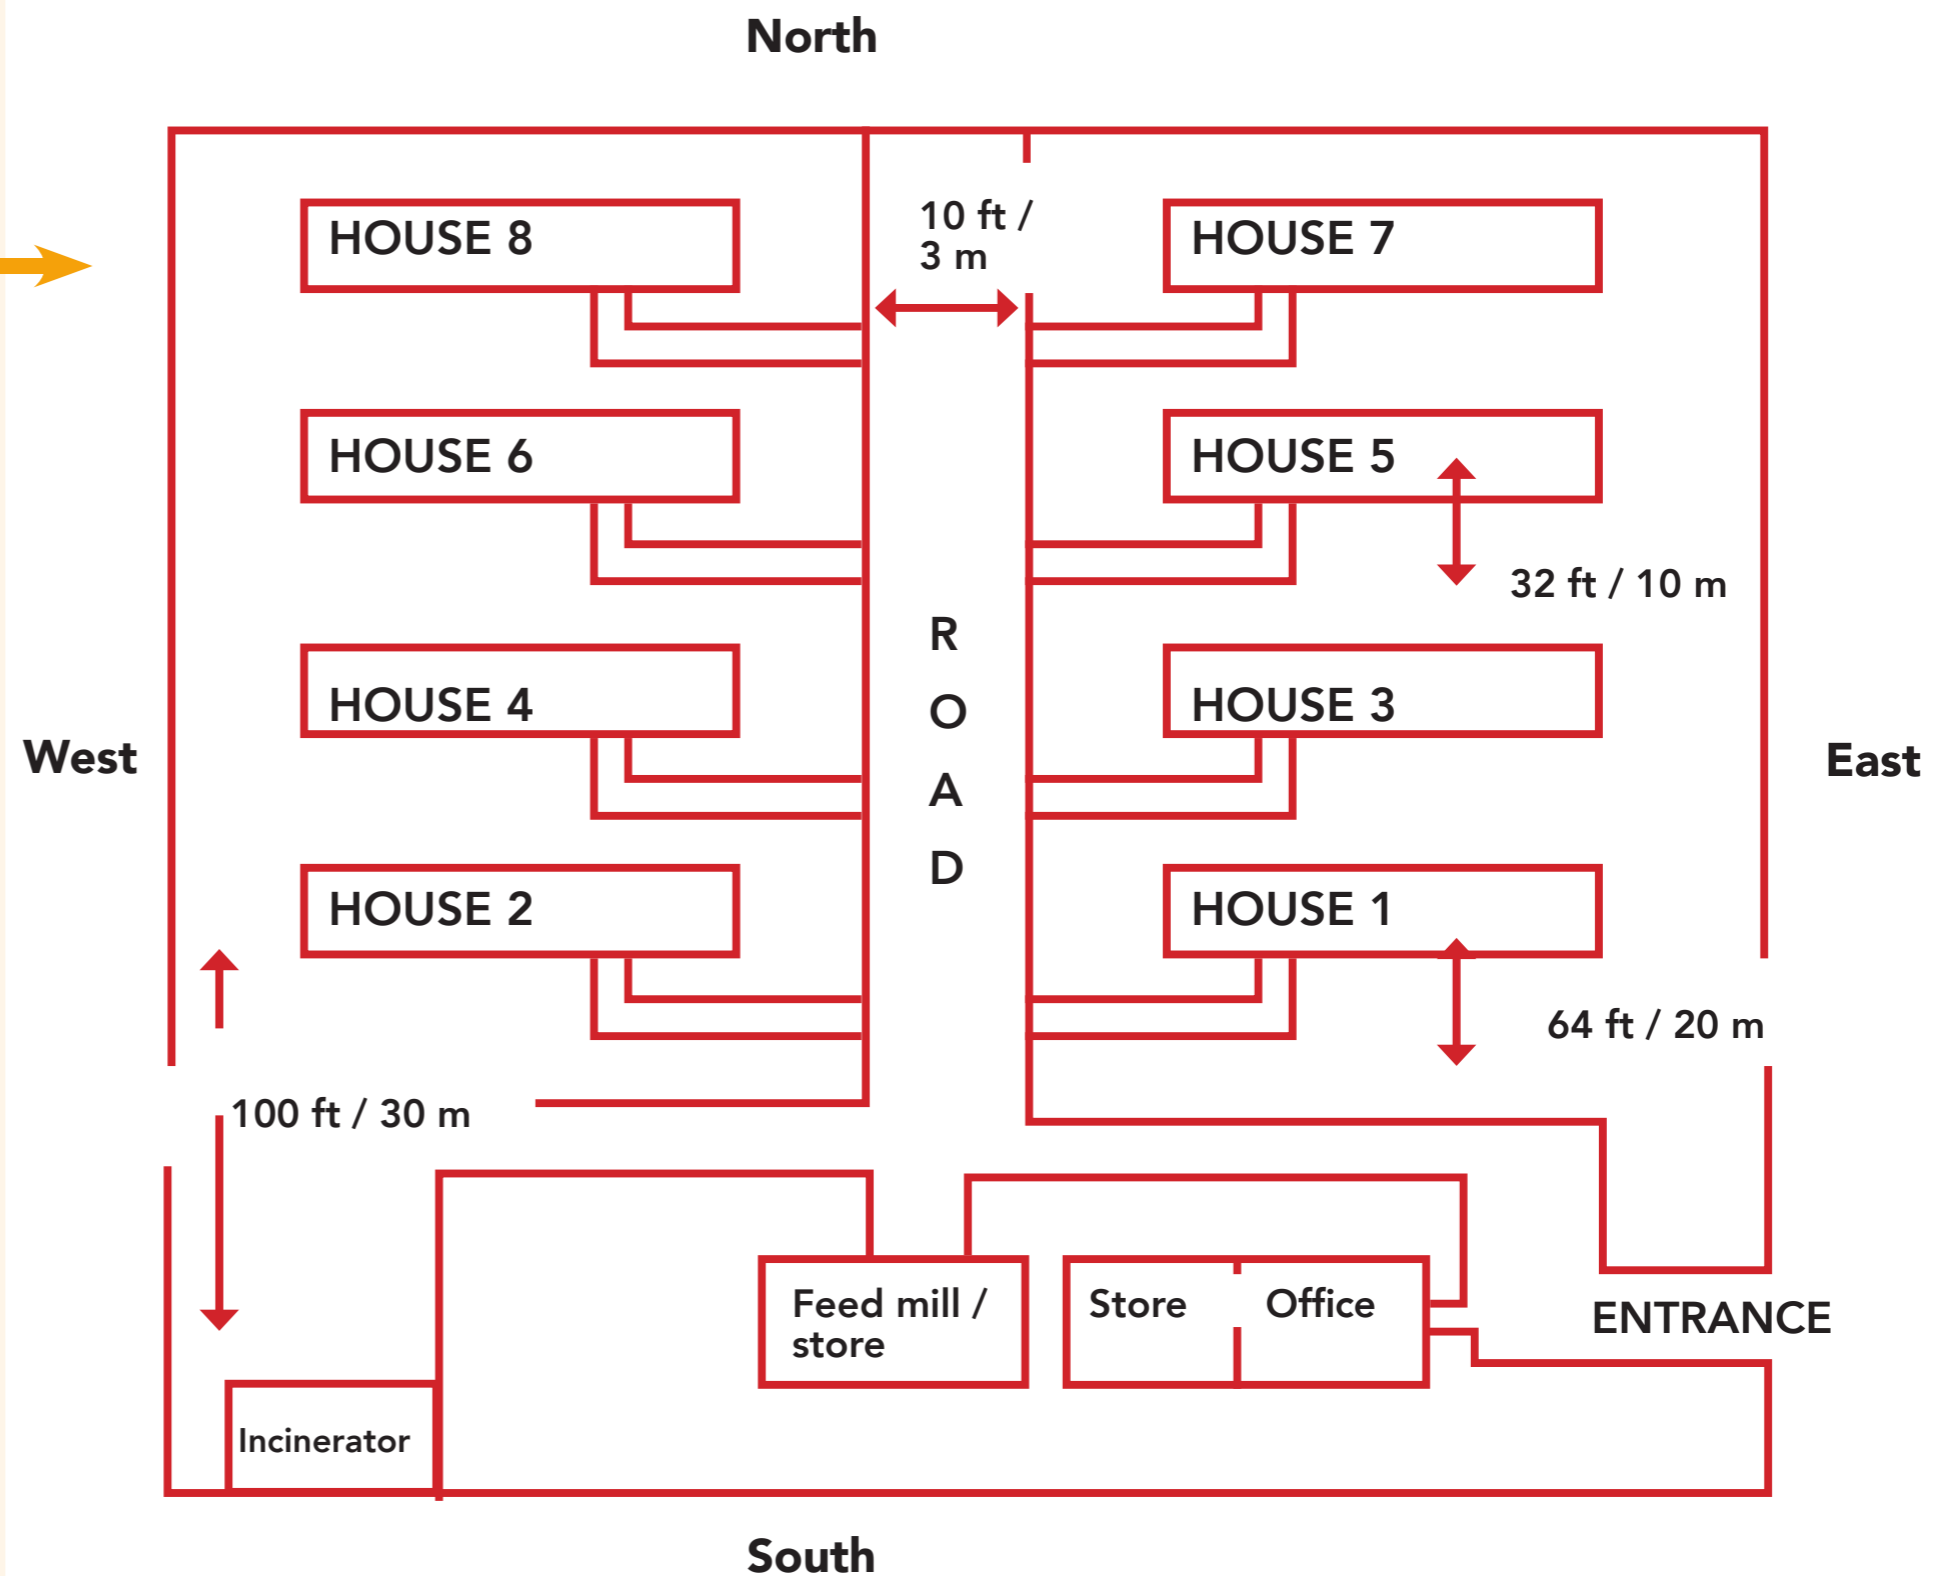 North
HOUSE 8
10 ft /
3 m
HOUSE 7
HOUSE 6
HOUSE 5
32 ft / 10 m
R
O
A
D
HOUSE 4
HOUSE 3
West
East
HOUSE 2
HOUSE 1
64 ft / 20 m
100 ft / 30 m
Feed mill /
store
Store
Office
ENTRANCE
Incinerator
South